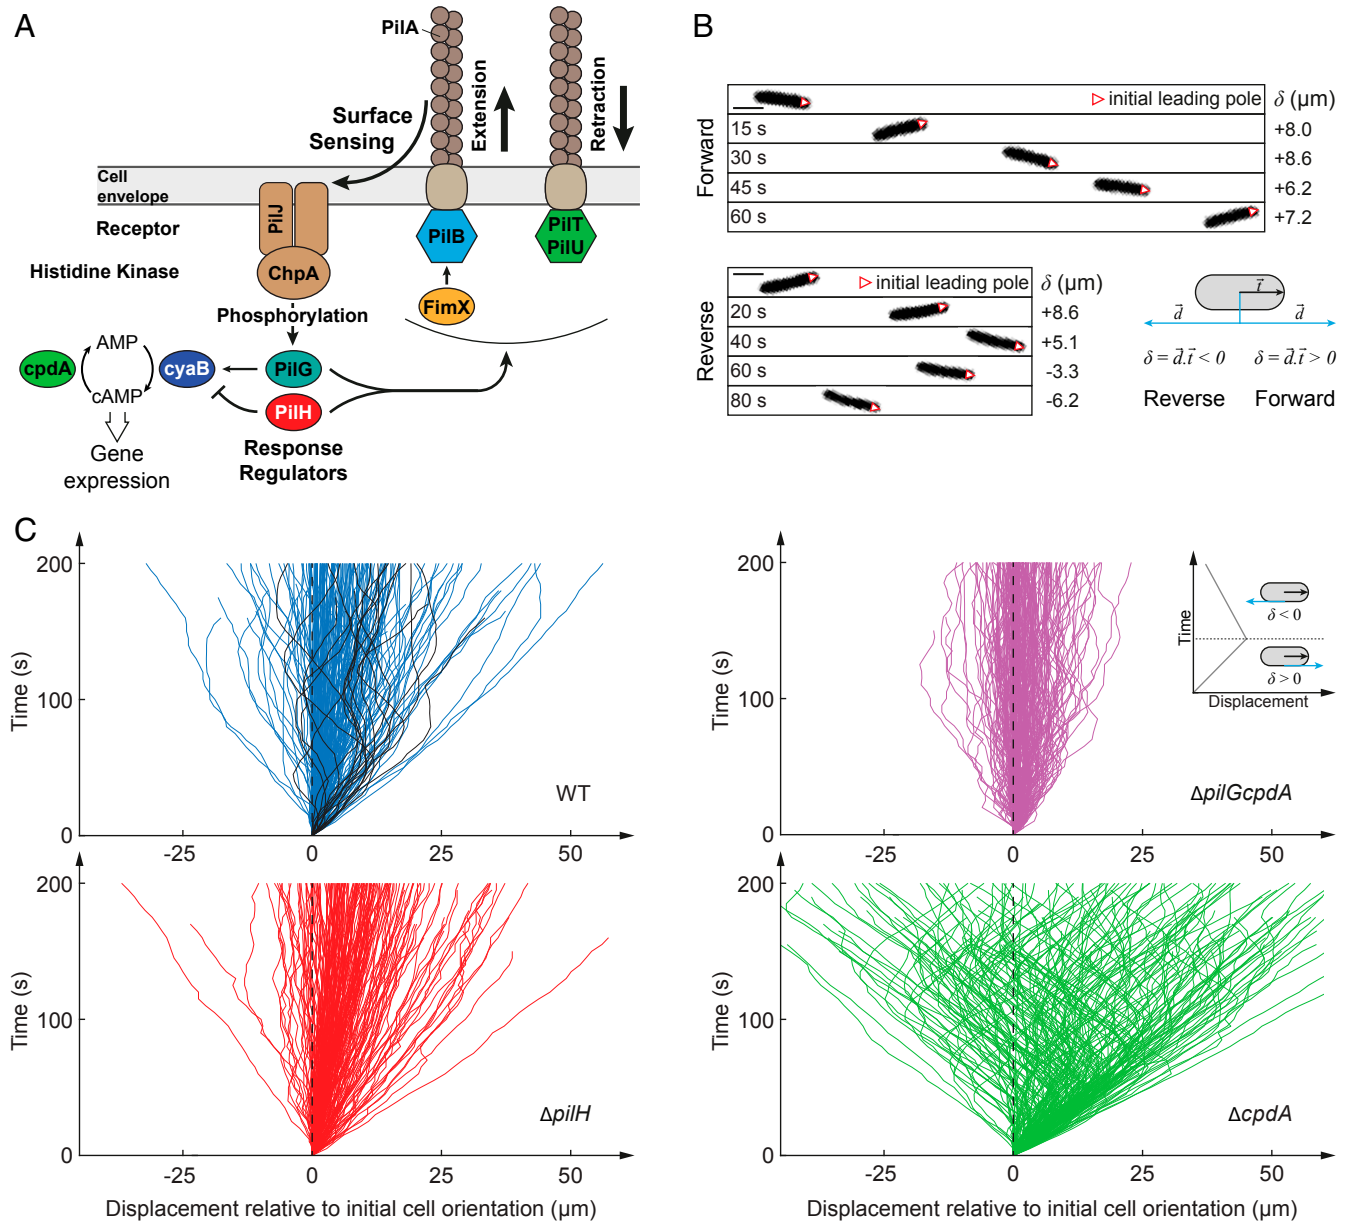 A
PilA
Extension
Retraction
Surface
Sensing
Cell
envelope
Receptor
PilJ
PilB
PilT
PilU
Histidine Kinase
ChpA
FimX
Phosphorylation
AMP
cpdA
cyaB
PilG
cAMP
PilH
Gene
expression
Response
Regulators
B
Forward
initial leading pole
δ (µm)
15 s
+8.0
30 s
+8.6
45 s
+6.2
60 s
+7.2
Reverse
initial leading pole
δ (µm)
20 s
+8.6
40 s
+5.1
60 s
-3.3
80 s
-6.2
t
d
d
δ = d.t < 0
δ = d.t > 0
Reverse
Forward
C
200
100
0
Time (s)
-25
0
25
50
WT
200
100
0
Time (s)
-25
0
25
50
ΔpilGcpdA
Time
Displacement
δ < 0
δ > 0
200
100
0
Time (s)
-25
0
25
50
ΔpilH
Displacement relative to initial cell orientation (µm)
200
100
0
Time (s)
-25
0
25
50
ΔcpdA
Displacement relative to initial cell orientation (µm)